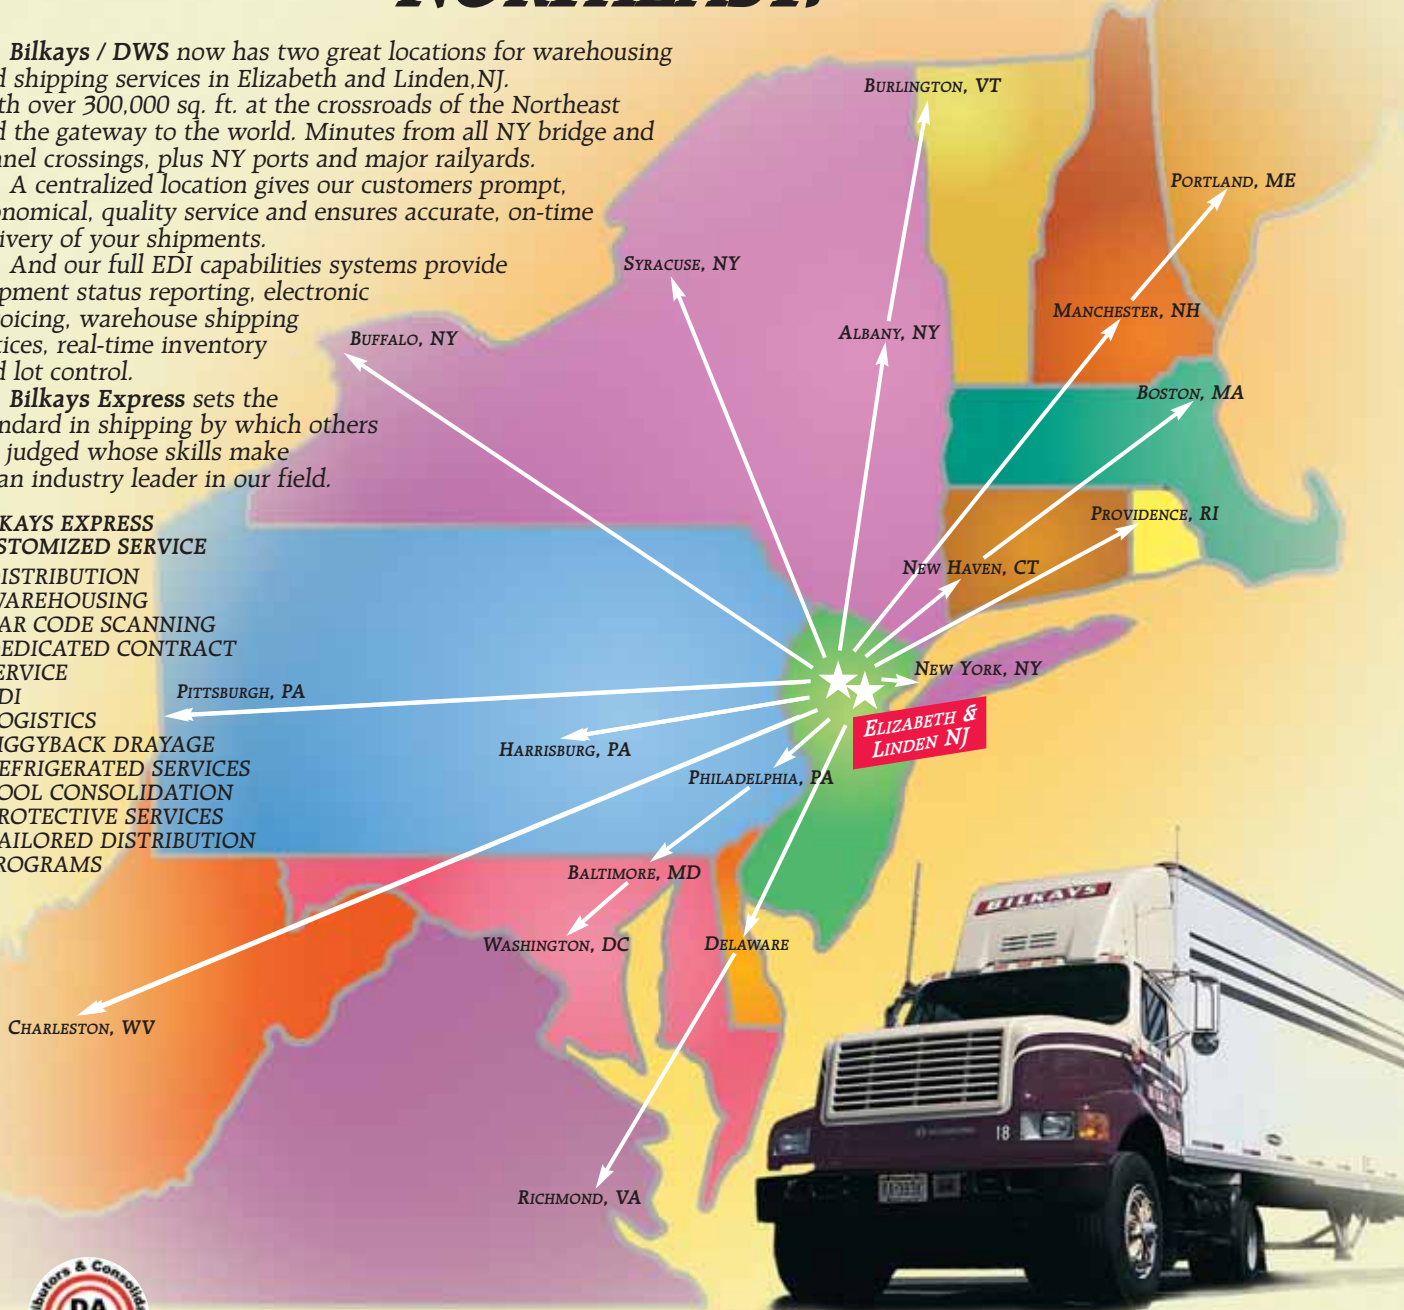 Bilkays / DWS now has two great locations for warehousing
shipping services in Elizabeth and Linden,NJ.
over 300,000 sq. ft. at the crossroads of the Northeast
the gateway to the world. Minutes from all NY bridge and
crossings, plus NY ports and major railyards.
A centralized location gives our customers prompt,
onomical, quality service and ensures accurate, on-time
ivery of your shipments.
And our full EDI capabilities systems provide
pment status reporting, electronic
oicing, warehouse shipping
ices, real-time inventory
lot control.
Bilkays Express sets the
ndard in shipping by which others
judged whose skills make
an industry leader in our field.
KAYS EXPRESS
STOMIZED SERVICE
ISTRIBUTION
WAREHOUSING
AR CODE SCANNING
DEDICATED CONTRACT
ERVICE
DI
OGISTICS
IGGYBACK DRAYAGE
EFRIGERATED SERVICES
OOL CONSOLIDATION
ROTECTIVE SERVICES
AILORED DISTRIBUTION
ROGRAMS
BURLINGTON, VT
PORTLAND, ME
SYRACUSE, NY
MANCHESTER, NH
ALBANY, NY
BUFFALO, NY
BOSTON, MA
PROVIDENCE, RI
NEW HAVEN, CT
NEW YORK, NY
PITTSBURGH, PA
ELIZABETH &
LINDEN NJ
HARRISBURG, PA
PHILADELPHIA, PA
BALTIMORE, MD
WASHINGTON, DC
DELAWARE
CHARLESTON, WV
RICHMOND, VA
BILKAYS
18
butors & Consolida
DA